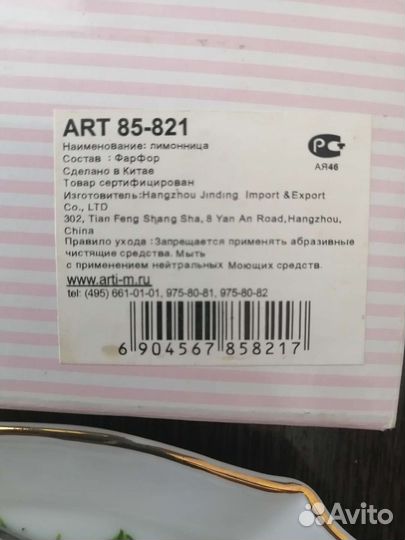 ART 85-821
Наименование: лимонница
Состав : Фарфор
Сделано в Китае
Товар сертифицирован
Изготовитель:Hangzhou Jinding Import &Export
Co., LTD
302, Tian Feng Shang Sha, 8 Yan An Road,Hangzhou,
China
Правило ухода :Запрещается применять абразивные
чистящие средства. Мыть
с применением нейтральных Моющих средств.
www.arti-m.ru
tel: (495) 661-01-01, 975-80-81, 975-80-82
6 904567 858217
РС
АЯ46
Avito